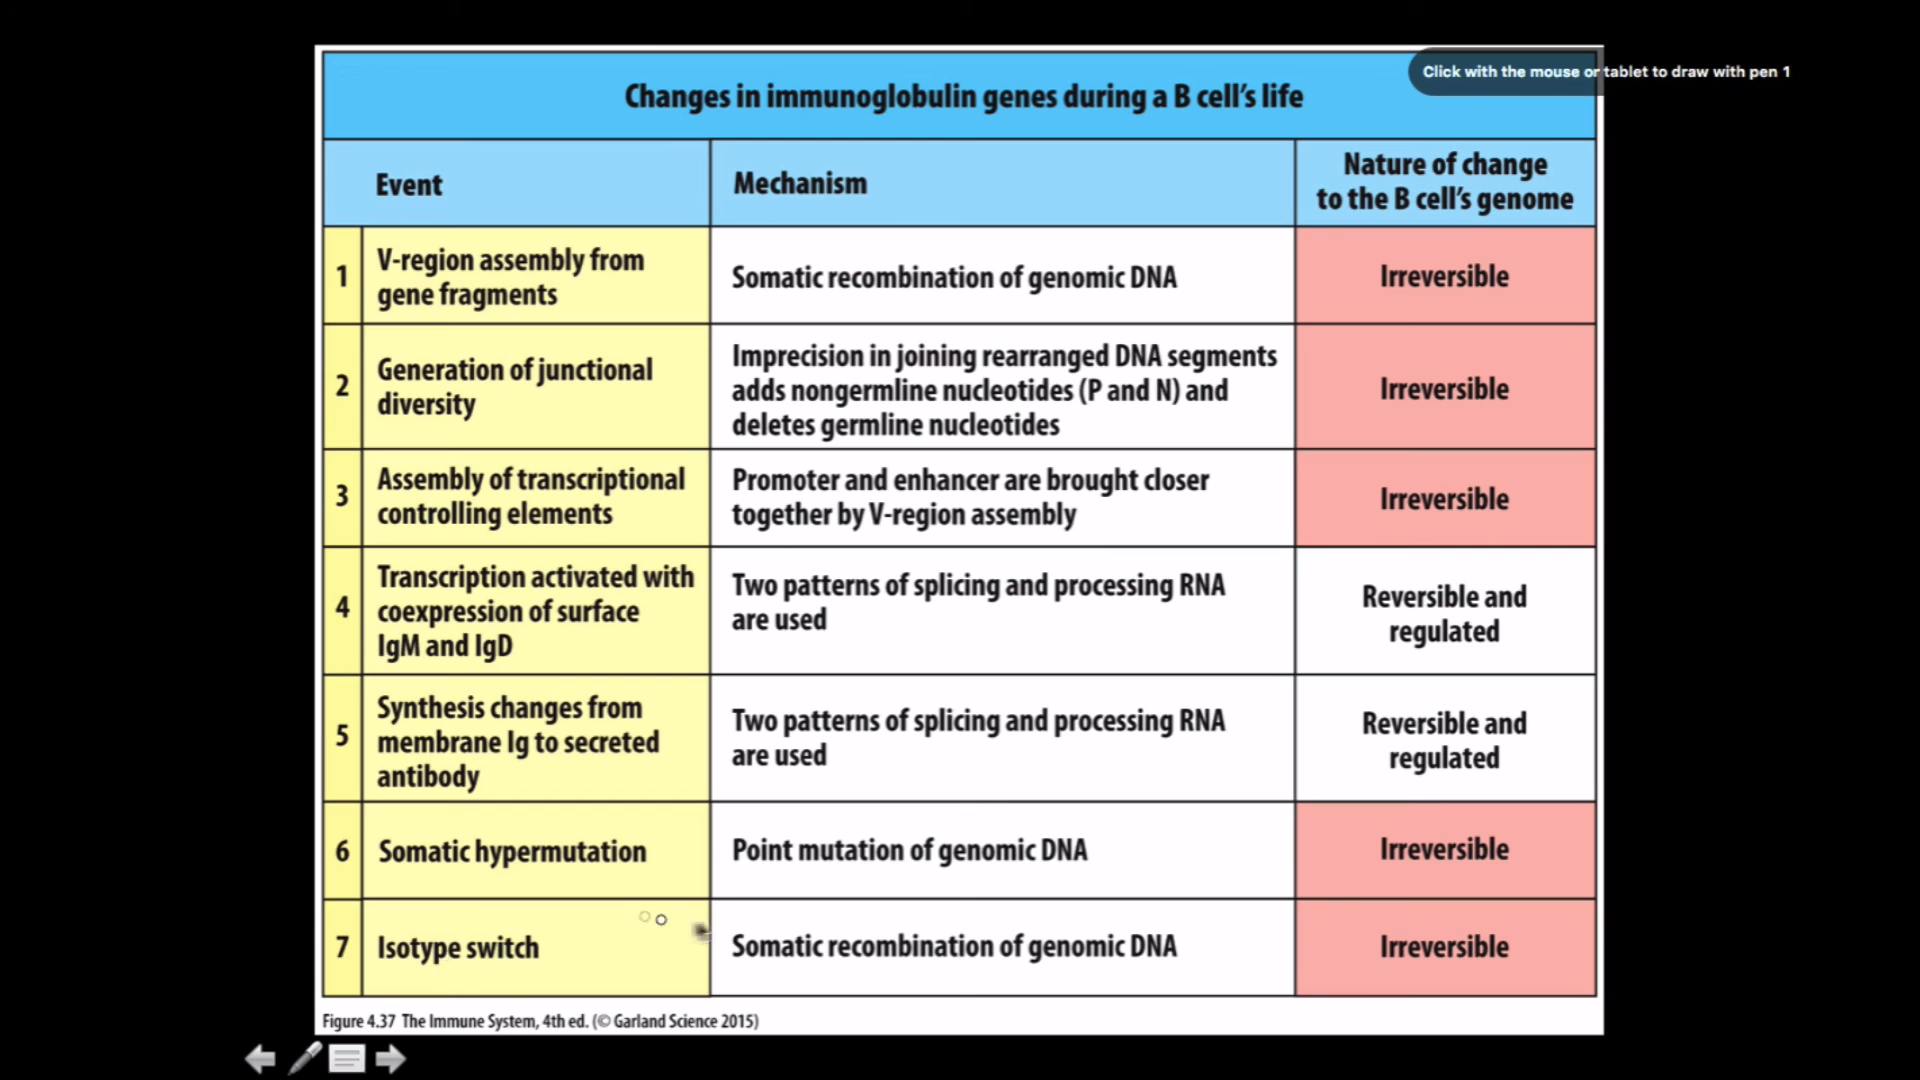 Click with the mouse or tablet to draw with pen 1
Changes in immunoglobulin genes during a B cell's life
Event
Mechanism
Nature of change
to the B cell's genome
1
V-region assembly from
gene fragments
Somatic recombination of genomic DNA
Irreversible
2
Generation of junctional
diversity
Imprecision in joining rearranged DNA segments
adds nongermline nucleotides (P and N) and
deletes germline nucleotides
Irreversible
3
Assembly of transcriptional
controlling elements
Promoter and enhancer are brought closer
together by V-region assembly
Irreversible
4
Transcription activated with
coexpression of surface
IgM and IgD
Two patterns of splicing and processing RNA
are used
Reversible and
regulated
5
Synthesis changes from
membrane Ig to secreted
antibody
Two patterns of splicing and processing RNA
are used
Reversible and
regulated
6
Somatic hypermutation
Point mutation of genomic DNA
Irreversible
7
Isotype switch
Somatic recombination of genomic DNA
Irreversible
Figure 4.37 The Immune System, 4th ed. (© Garland Science 2015)